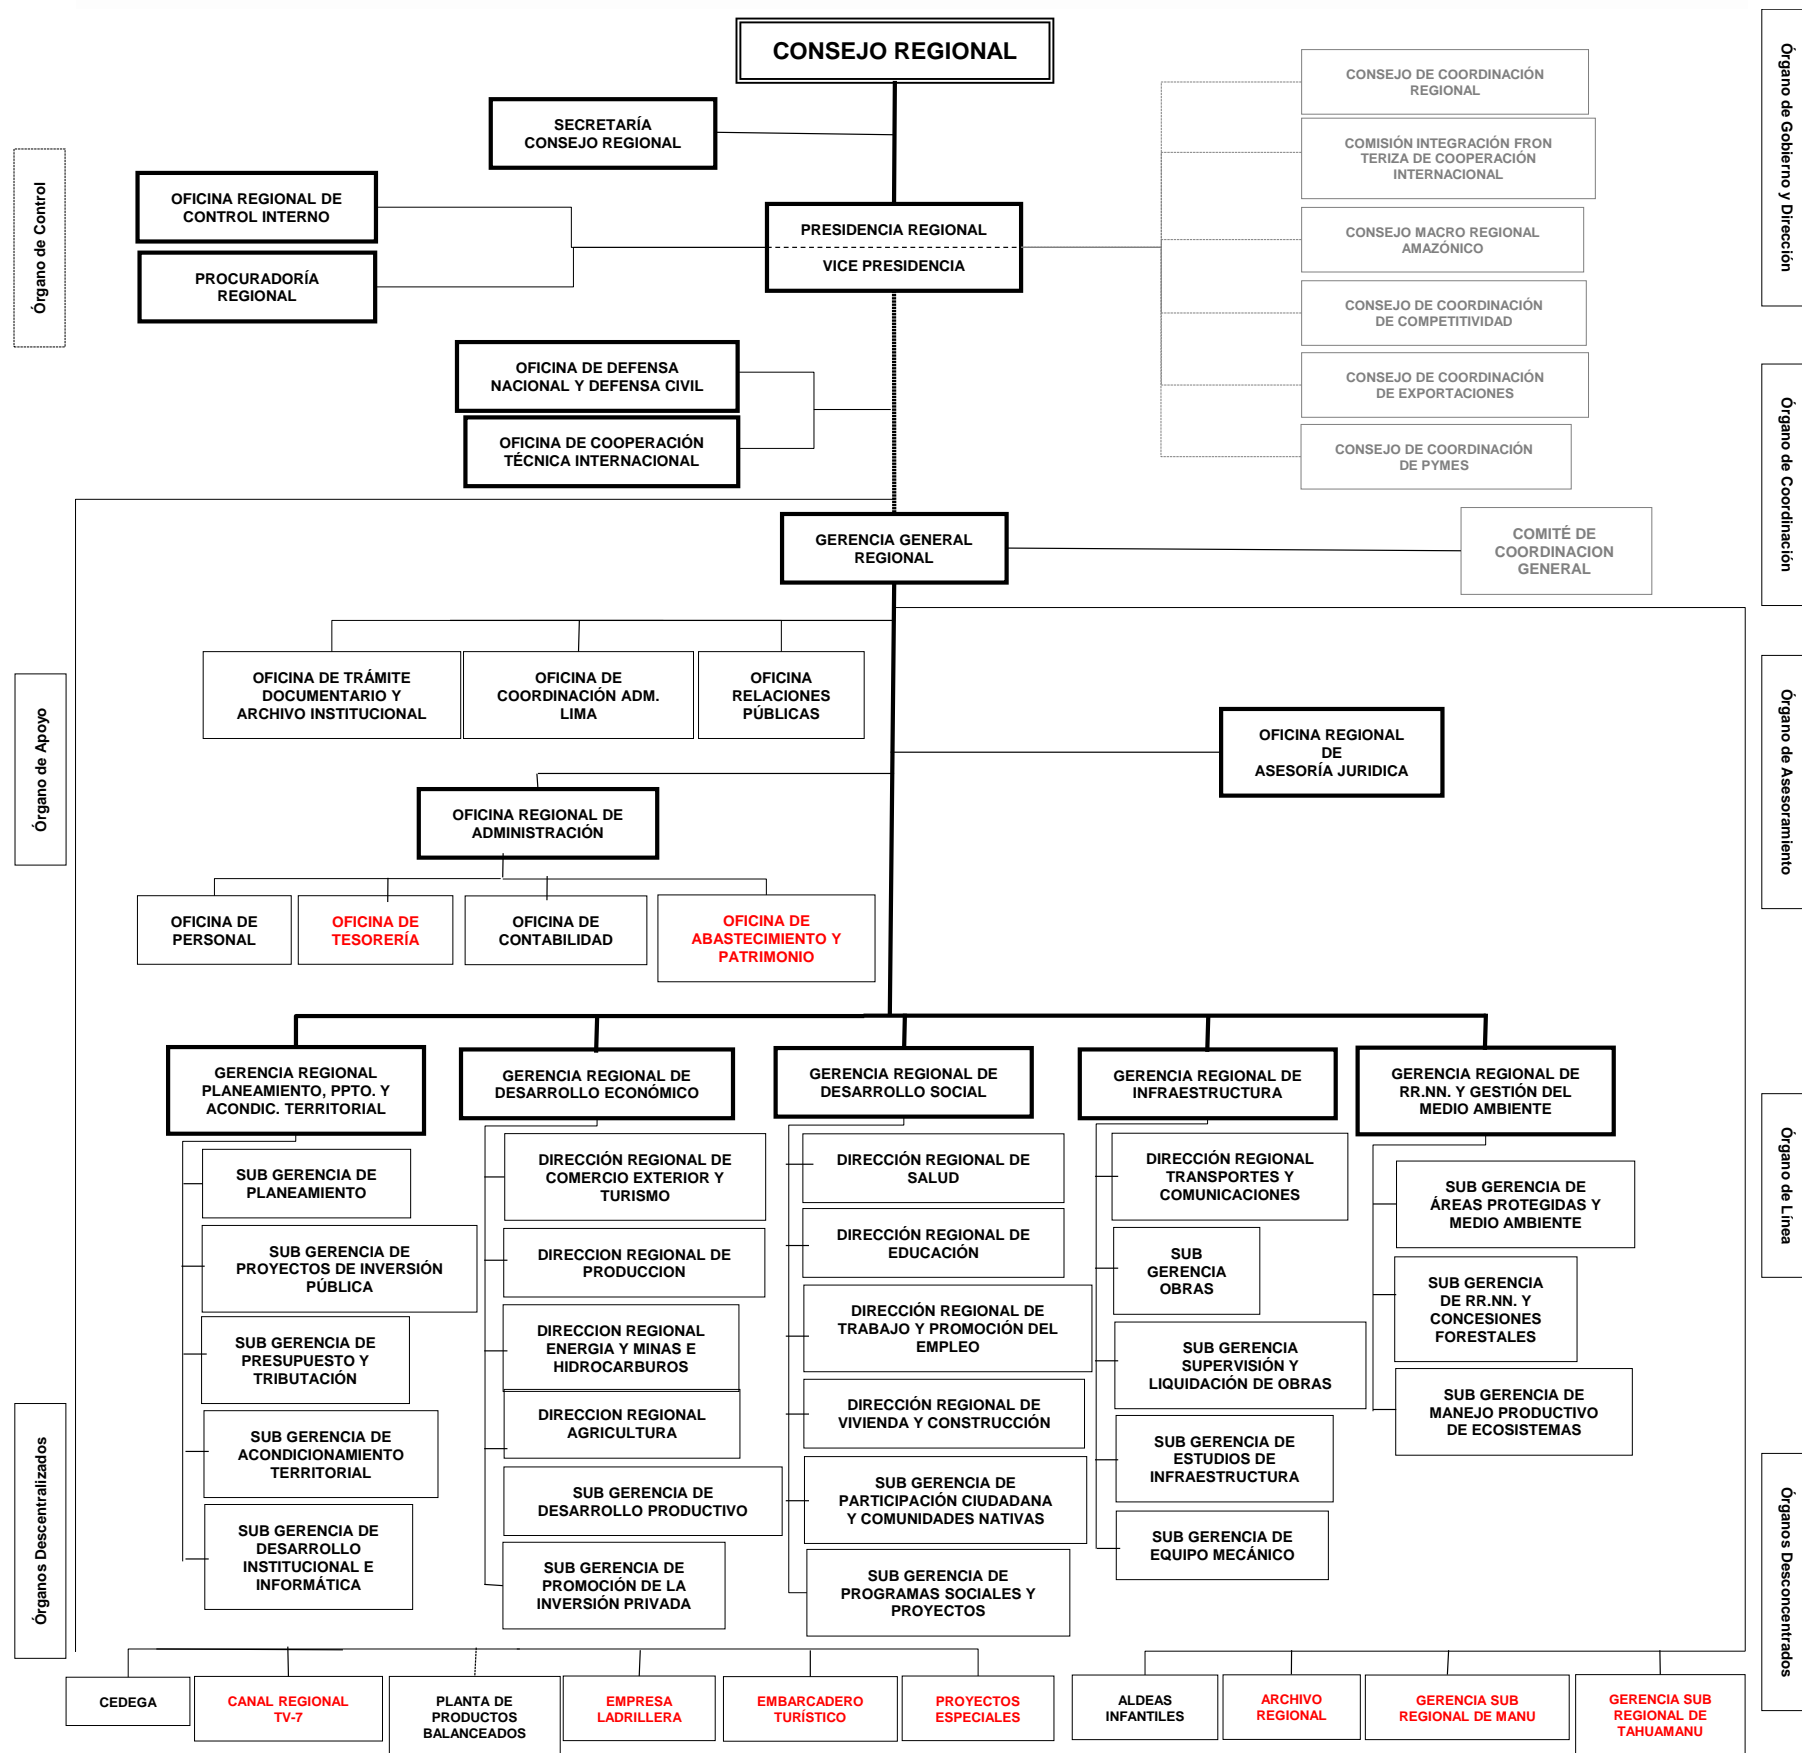 CONSEJO REGIONAL
SECRETARÍA
CONSEJO REGIONAL
OFICINA REGIONAL DE
CONTROL INTERNO
PROCURADORÍA
REGIONAL
PRESIDENCIA REGIONAL
VICE PRESIDENCIA
CONSEJO DE COORDINACIÓN
REGIONAL
COMISIÓN INTEGRACIÓN FRON
TERIZA DE COOPERACIÓN
INTERNACIONAL
CONSEJO MACRO REGIONAL
AMAZÓNICO
CONSEJO DE COORDINACIÓN
DE COMPETITIVIDAD
CONSEJO DE COORDINACIÓN
DE EXPORTACIONES
CONSEJO DE COORDINACIÓN
DE PYMES
OFICINA DE DEFENSA
NACIONAL Y DEFENSA CIVIL
OFICINA DE COOPERACIÓN
TÉCNICA INTERNACIONAL
GERENCIA GENERAL
REGIONAL
COMITÉ DE
COORDINACION
GENERAL
OFICINA DE TRÁMITE
DOCUMENTARIO Y
ARCHIVO INSTITUCIONAL
OFICINA DE
COORDINACIÓN ADM.
LIMA
OFICINA
RELACIONES
PÚBLICAS
OFICINA REGIONAL
DE
ASESORÍA JURIDICA
OFICINA REGIONAL DE
ADMINISTRACIÓN
OFICINA DE
PERSONAL
OFICINA DE
TESORERÍA
OFICINA DE
CONTABILIDAD
OFICINA DE
ABASTECIMIENTO Y
PATRIMONIO
GERENCIA REGIONAL
PLANEAMIENTO, PPTO. Y
ACONDIC. TERRITORIAL
SUB GERENCIA DE
PLANEAMIENTO
SUB GERENCIA DE
PROYECTOS DE INVERSIÓN
PÚBLICA
SUB GERENCIA DE
PRESUPUESTO Y
TRIBUTACIÓN
SUB GERENCIA DE
ACONDICIONAMIENTO
TERRITORIAL
SUB GERENCIA DE
DESARROLLO
INSTITUCIONAL E
INFORMÁTICA
GERENCIA REGIONAL DE
DESARROLLO ECONÓMICO
DIRECCIÓN REGIONAL DE
COMERCIO EXTERIOR Y
TURISMO
DIRECCION REGIONAL DE
PRODUCCION
DIRECCION REGIONAL
ENERGIA Y MINAS E
HIDROCARBUROS
DIRECCION REGIONAL
AGRICULTURA
SUB GERENCIA DE
DESARROLLO PRODUCTIVO
SUB GERENCIA DE
PROMOCIÓN DE LA
INVERSIÓN PRIVADA
GERENCIA REGIONAL DE
DESARROLLO SOCIAL
DIRECCIÓN REGIONAL DE
SALUD
DIRECCIÓN REGIONAL DE
EDUCACIÓN
DIRECCIÓN REGIONAL DE
TRABAJO Y PROMOCIÓN DEL
EMPLEO
DIRECCIÓN REGIONAL DE
VIVIENDA Y CONSTRUCCIÓN
SUB GERENCIA DE
PARTICIPACIÓN CIUDADANA
Y COMUNIDADES NATIVAS
SUB GERENCIA DE
PROGRAMAS SOCIALES Y
PROYECTOS
GERENCIA REGIONAL DE
INFRAESTRUCTURA
DIRECCIÓN REGIONAL
TRANSPORTES Y
COMUNICACIONES
SUB
GERENCIA
OBRAS
SUB GERENCIA
SUPERVISIÓN Y
LIQUIDACIÓN DE OBRAS
SUB GERENCIA DE
ESTUDIOS DE
INFRAESTRUCTURA
SUB GERENCIA DE
EQUIPO MECÁNICO
GERENCIA REGIONAL DE
RR.NN. Y GESTIÓN DEL
MEDIO AMBIENTE
SUB GERENCIA DE
ÁREAS PROTEGIDAS Y
MEDIO AMBIENTE
SUB GERENCIA
DE RR.NN. Y
CONCESIONES
FORESTALES
SUB GERENCIA DE
MANEJO PRODUCTIVO
DE ECOSISTEMAS
CEDEGA
CANAL REGIONAL
TV-7
PLANTA DE
PRODUCTOS
BALANCEADOS
EMPRESA
LADRILLERA
EMBARCADERO
TURÍSTICO
PROYECTOS
ESPECIALES
ALDEAS
INFANTILES
ARCHIVO
REGIONAL
GERENCIA SUB
REGIONAL DE MANU
GERENCIA SUB
REGIONAL DE
TAHUAMANU
Órgano de Control
Órgano de Apoyo
Órganos Descentralizados
Órgano de Gobierno y Dirección
Órgano de Coordinación
Órgano de Asesoramiento
Órgano de Línea
Órganos Desconcentrados